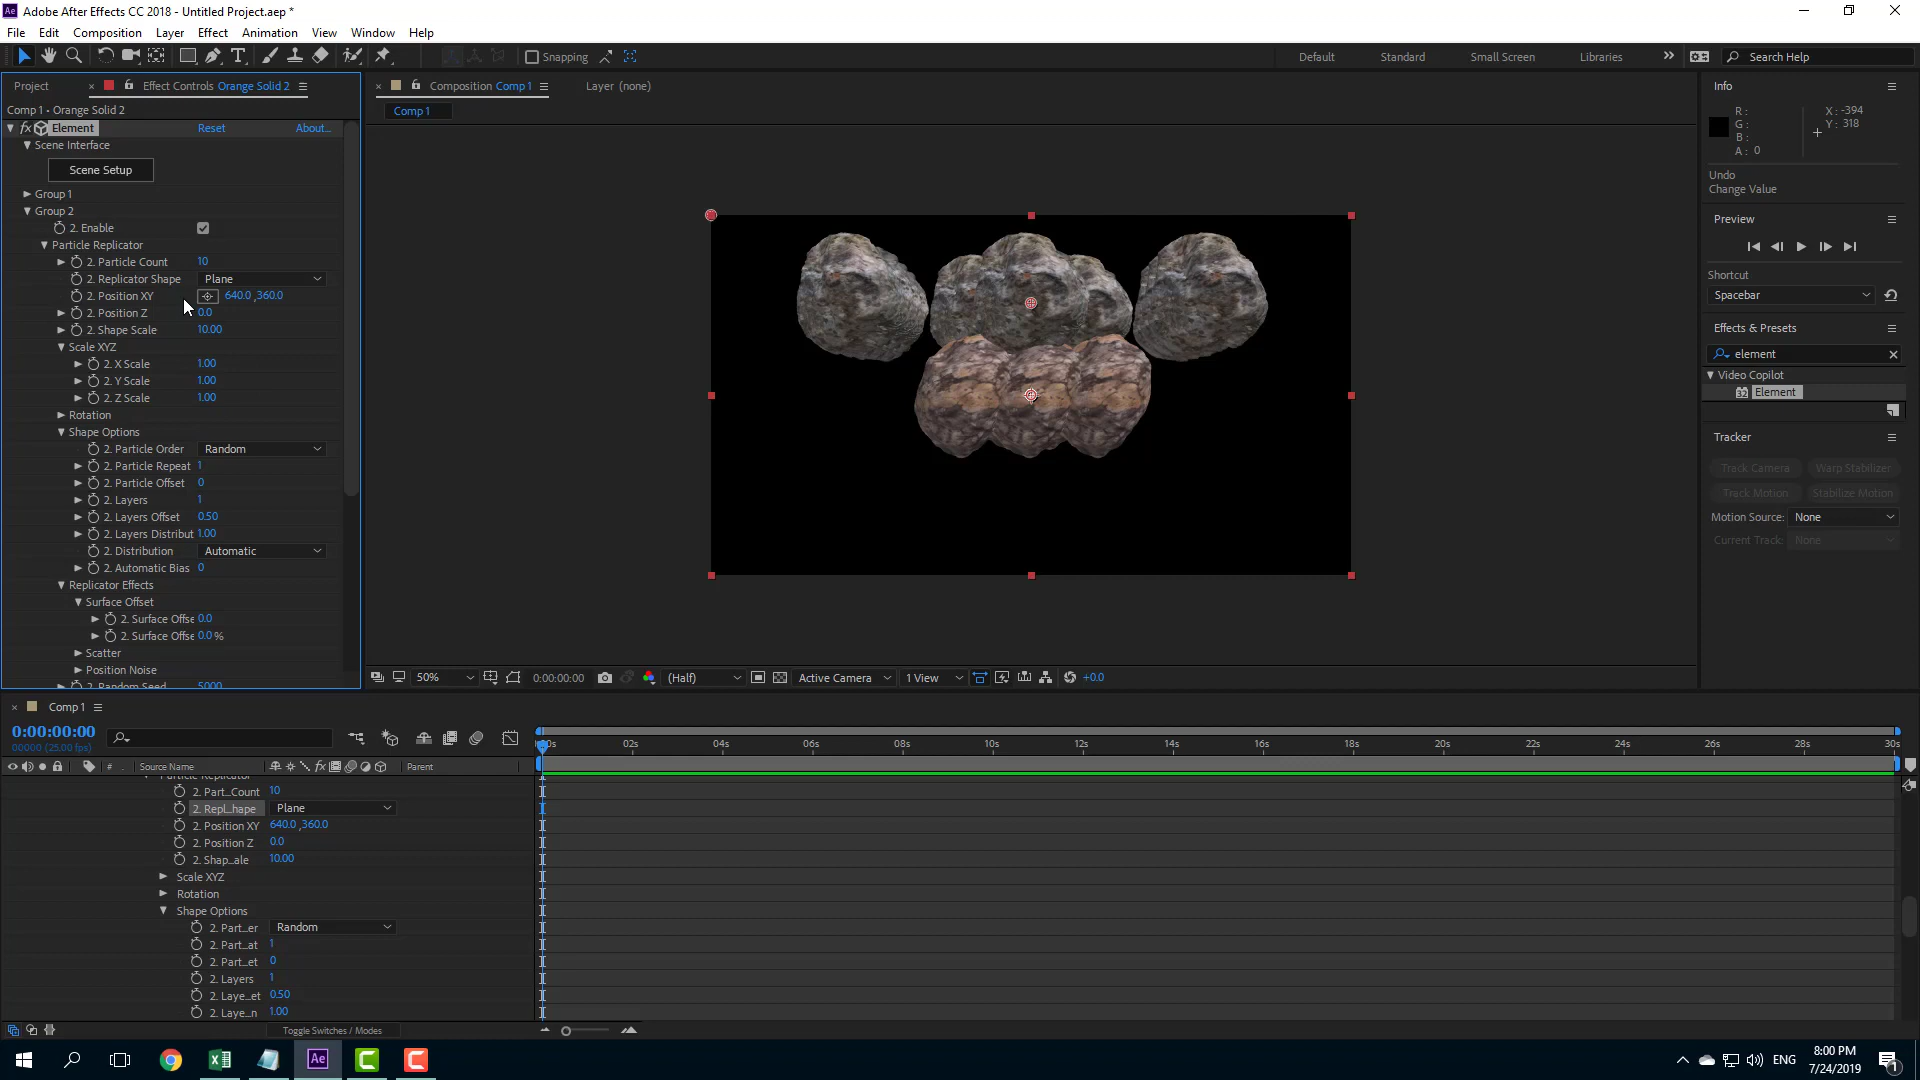 Ae Adobe After Effects CC 2018 - Untitled Project.aep *
File Edit Composition Layer Effect Animation View Window Help
Snapping Default Standard Small Screen Libraries Search Help
Project Effect Controls Orange Solid 2
Comp 1 • Orange Solid 2
fx Element Reset About...
Scene Interface
Scene Setup
Group 1
Group 2
2. Enable
Particle Replicator
2. Particle Count 10
2. Replicator Shape Plane
2. Position XY 640.0 ,360.0
2. Position Z 0.0
2. Shape Scale 10.00
Scale XYZ
2. X Scale 1.00
2. Y Scale 1.00
2. Z Scale 1.00
Rotation
Shape Options
2. Particle Order Random
2. Particle Repeat 1
2. Particle Offset 0
2. Layers 1
2. Layers Offset 0.50
2. Layers Distribut 1.00
2. Distribution Automatic
2. Automatic Bias 0
Replicator Effects
Surface Offset
2. Surface Offse 0.0
2. Surface Offse 0.0 %
Scatter
Position Noise
2. Random Seed 5000
Composition Comp 1 Layer (none)
Comp 1
50% 0:00:00:00 (Half) Active Camera 1 View +0.0
Info
R: X: -394
G: Y: 318
B:
A: 0
Undo
Change Value
Preview
Shortcut
Spacebar
Effects & Presets
element
Video Copilot
32 Element
Tracker
Track Camera Warp Stabilizer
Track Motion Stabilize Motion
Motion Source: None
Current Track: None
Comp 1
0:00:00:00
00000 (25.00 fps)
# Source Name fx Parent
:00s 02s 04s 06s 08s 10s 12s 14s 16s 18s 20s 22s 24s 26s 28s 30s
Particle Replicator
2. Part...Count 10
2. Repl...hape Plane
2. Position XY 640.0 ,360.0
2. Position Z 0.0
2. Shap...ale 10.00
Scale XYZ
Rotation
Shape Options
2. Part...er Random
2. Part...at 1
2. Part...et 0
2. Layers 1
2. Laye...et 0.50
2. Laye...n 1.00
Toggle Switches / Modes
Ae ENG 8:00 PM
7/24/2019 1